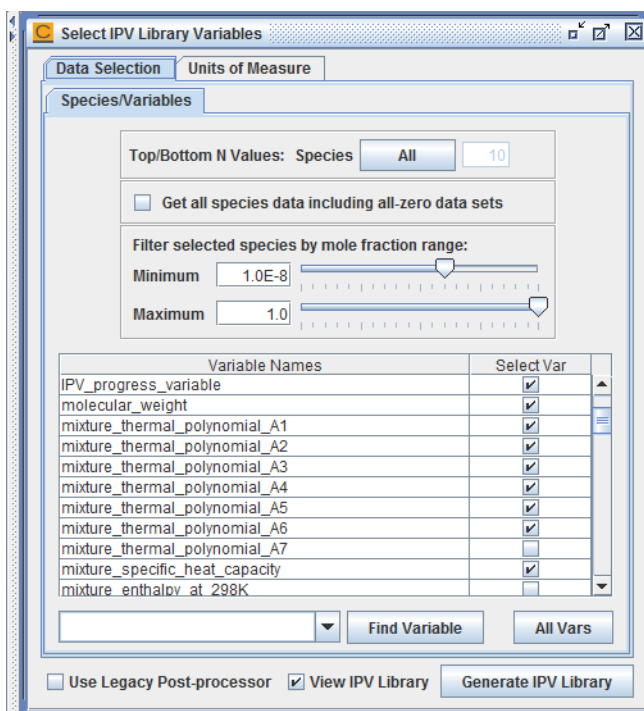 C Select IPV Library Variables
Data Selection Units of Measure
Species/Variables
Top/Bottom N Values: Species All 10
Get all species data including all-zero data sets
Filter selected species by mole fraction range:
Minimum 1.0E-8
Maximum 1.0
Variable Names Select Var
IPV_progress_variable
molecular_weight
mixture_thermal_polynomial_A1
mixture_thermal_polynomial_A2
mixture_thermal_polynomial_A3
mixture_thermal_polynomial_A4
mixture_thermal_polynomial_A5
mixture_thermal_polynomial_A6
mixture_thermal_polynomial_A7
mixture_specific_heat_capacity
mixture_enthalpy_at_298K
Find Variable All Vars
Use Legacy Post-processor View IPV Library Generate IPV Library